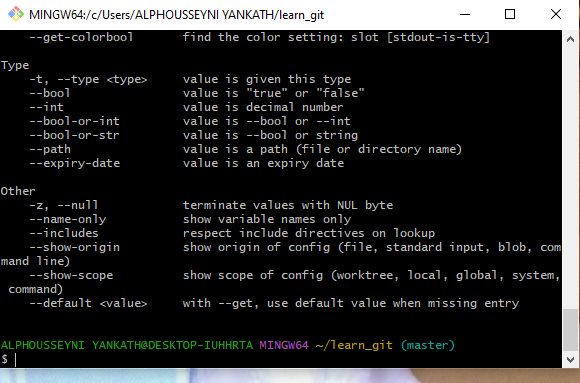 MINGW64:/c/Users/ALPHOUSSEYNI YANKATH/learn_git
--get-colorbool find the color setting: slot [stdout-is-tty]
Type
-t, --type <type> value is given this type
--bool value is "true" or "false"
--int value is decimal number
--bool-or-int value is --bool or --int
--bool-or-str value is --bool or string
--path value is a path (file or directory name)
--expiry-date value is an expiry date
Other
-z, --null terminate values with NUL byte
--name-only show variable names only
--includes respect include directives on lookup
--show-origin show origin of config (file, standard input, blob, com
mand line)
--show-scope show scope of config (worktree, local, global, system,
command)
--default <value> with --get, use default value when missing entry
ALPHOUSSEYNI YANKATH@DESKTOP-IUHHRTA MINGW64 ~/learn_git (master)
$